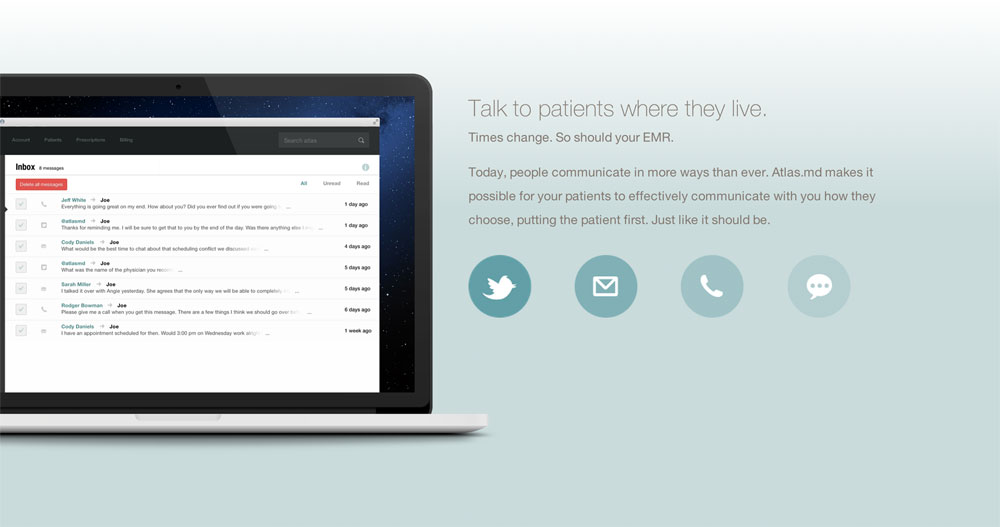 Account Patients Prescriptions Billing Search atlas
Inbox 8 messages
Delete all messages All Unread Read
Jeff White → Joe
Everything is going great on my end. How about you? Did you ever find out if you were going ... 1 day ago
@atlasmd → Joe
Thanks for reminding me. I will be sure to get that to you by the end of the day. Was there anything else ... 1 day ago
Cody Daniels → Joe
What would be the best time to chat about that scheduling conflict we discussed ... 4 days ago
@atlasmd → Joe
What was the name of the physician you ... 5 days ago
Sarah Miller → Joe
I talked it over with Angie yesterday. She agrees that the only way we will be able to completely ... 5 days ago
Rodger Bowman → Joe
Please give me a call when you get this message. There are a few things I think we should go over ... 6 days ago
Cody Daniels → Joe
I have an appointment scheduled for then. Would 3:00 pm on Wednesday work ... 1 week ago
Talk to patients where they live.
Times change. So should your EMR.
Today, people communicate in more ways than ever. Atlas.md makes it
possible for your patients to effectively communicate with you how they
choose, putting the patient first. Just like it should be.